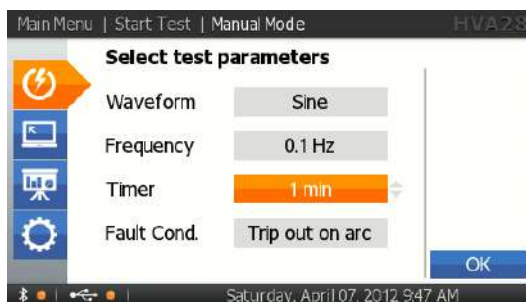 Main Menu | Start Test | Manual Mode HVA28
Select test parameters
Waveform Sine
Frequency 0.1 Hz
Timer 1 min
Fault Cond. Trip out on arc
OK
Saturday, April 07, 2012 9:47 AM